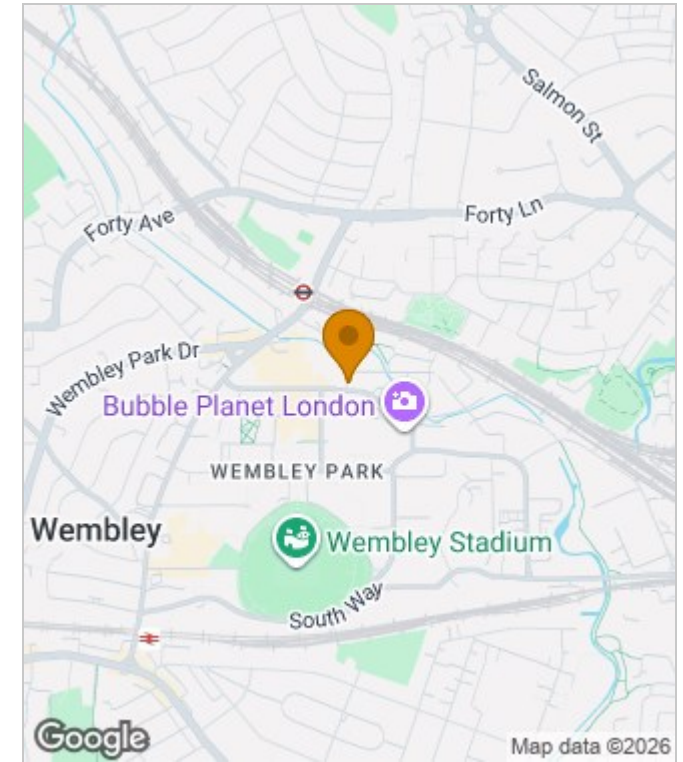 Salmon St
Forty Ln
Forty Ave
Wembley Park Dr
Bubble Planet London
WEMBLEY PARK
Wembley
Wembley Stadium
South Way
Google
Map data ©2026